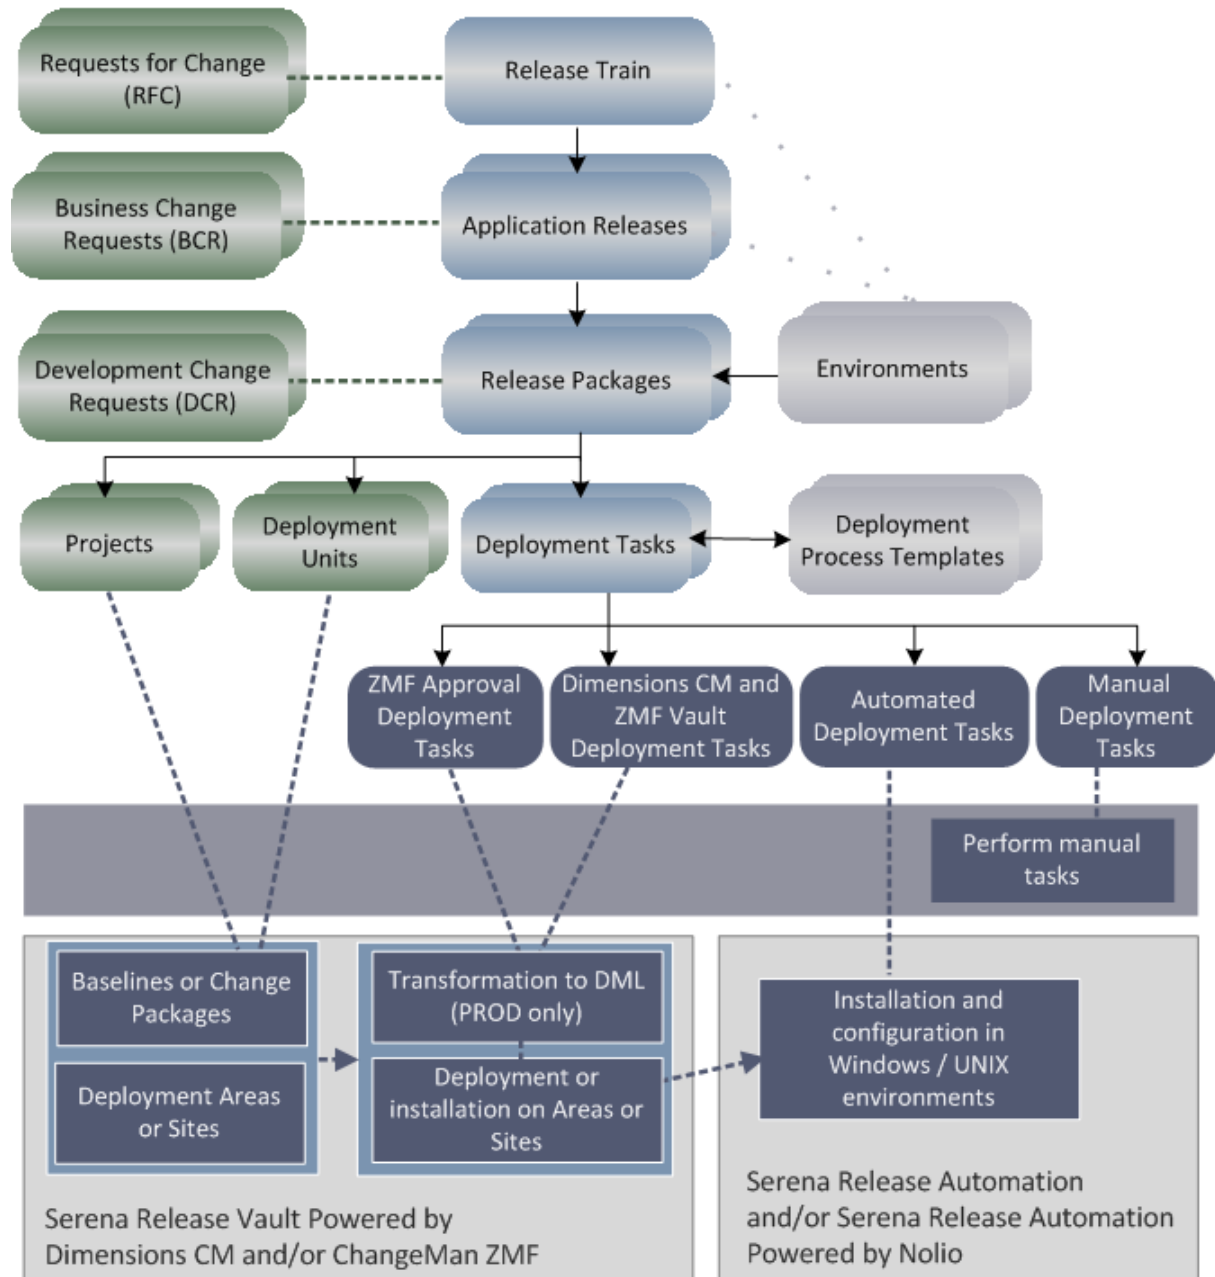 Requests for Change
(RFC)
Release Train
Business Change
Requests (BCR)
Application Releases
Development Change
Requests (DCR)
Release Packages
Environments
Projects
Deployment
Units
Deployment Tasks
Deployment
Process Templates
ZMF Approval
Deployment
Tasks
Dimensions CM and
ZMF Vault
Deployment Tasks
Automated
Deployment Tasks
Manual
Deployment
Tasks
Perform manual
tasks
Baselines or Change
Packages
Deployment Areas
or Sites
Transformation to DML
(PROD only)
Deployment or
installation on Areas or
Sites
Installation and
configuration in
Windows / UNIX
environments
Serena Release Vault Powered by
Dimensions CM and/or ChangeMan ZMF
Serena Release Automation
and/or Serena Release Automation
Powered by Nolio